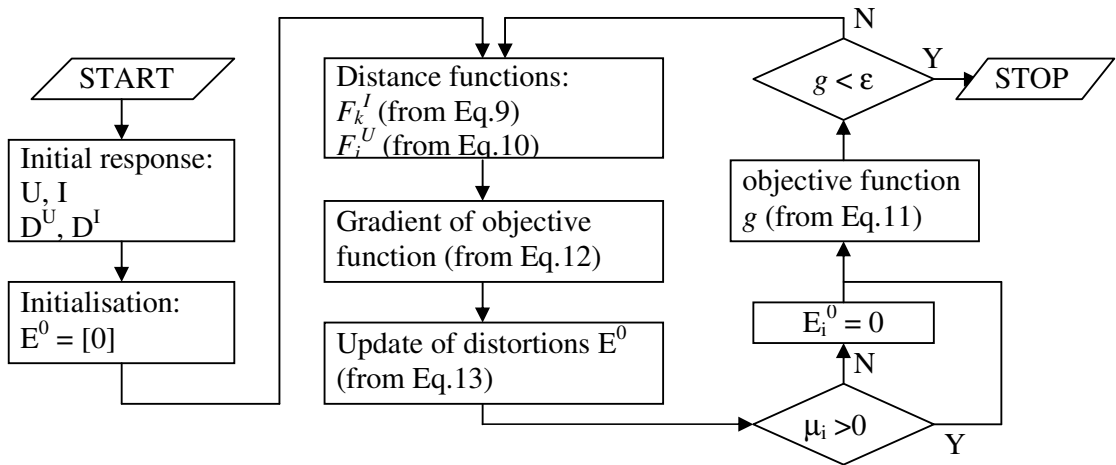 START
Initial response:
U, I
D^U, D^I
Initialisation:
E^0 = [0]
Distance functions:
F_k^I (from Eq.9)
F_i^U (from Eq.10)
Gradient of objective
function (from Eq.12)
Update of distortions E^0
(from Eq.13)
μ_i >0
N
Y
E_i^0 = 0
objective function
g (from Eq.11)
g < ε
N
Y
STOP